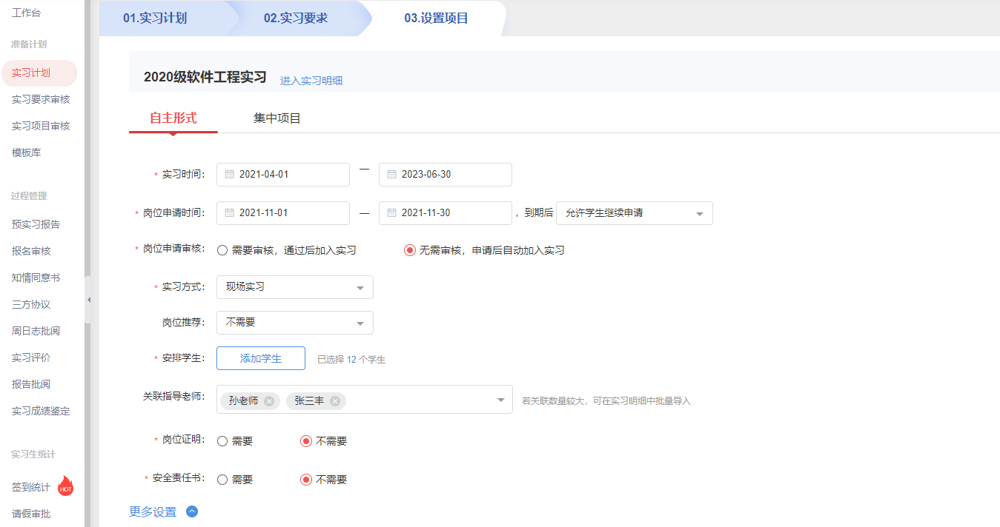 工作台
准备计划
实习计划
实习要求审核
实习项目审核
模板库
过程管理
预实习报告
报名审核
知情同意书
三方协议
周日志批阅
实习评价
报告批阅
实习成绩鉴定
实习生统计
签到统计 HOT
请假审批
01.实习计划 02.实习要求 03.设置项目
2020级软件工程实习 进入实习明细
自主形式 集中项目
* 实习时间： 2021-04-01 — 2023-06-30
* 岗位申请时间： 2021-11-01 — 2021-11-30 ，到期后 允许学生继续申请
* 岗位申请审核： 需要审核，通过后加入实习 无需审核，申请后自动加入实习
* 实习方式： 现场实习
岗位推荐： 不需要
* 安排学生： 添加学生 已选择 12 个学生
关联指导老师： 孙老师 张三丰 若关联数量较大，可在实习明细中批量导入
* 岗位证明： 需要 不需要
* 安全责任书： 需要 不需要
更多设置